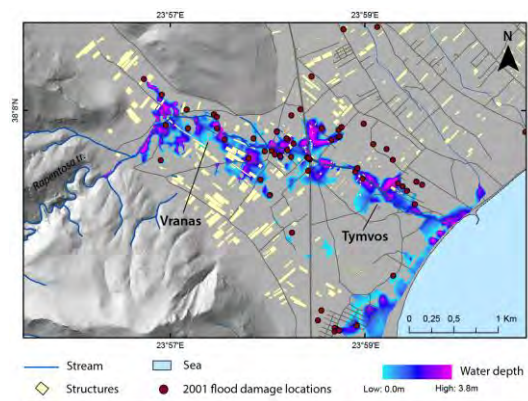 23°57'E 23°59'E
N
38°8'N
Rapentosa tr.
Vranas
Tymvos
0 0,25 0,5 1 Km
23°57'E 23°59'E
Stream Sea Water depth
Structures 2001 flood damage locations Low: 0.0m High: 3.8m